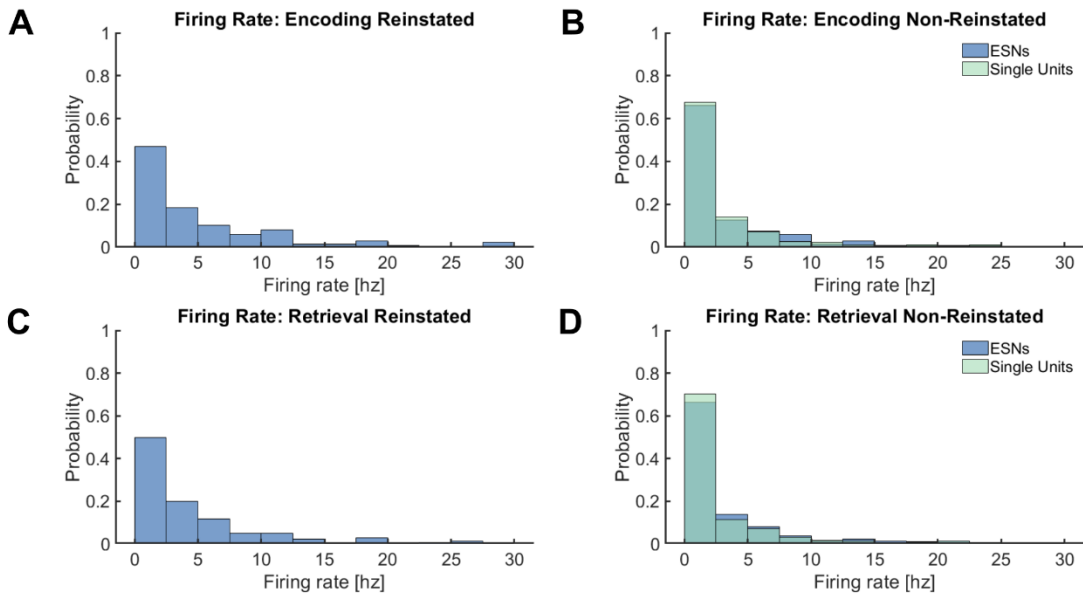 A
Firing Rate: Encoding Reinstated
1
0.8
0.6
0.4
0.2
0
Probability
0 5 10 15 20 25 30
Firing rate [hz]
B
Firing Rate: Encoding Non-Reinstated
ESNs
Single Units
1
0.8
0.6
0.4
0.2
0
Probability
0 5 10 15 20 25 30
Firing rate [hz]
C
Firing Rate: Retrieval Reinstated
1
0.8
0.6
0.4
0.2
0
Probability
0 5 10 15 20 25 30
Firing rate [hz]
D
Firing Rate: Retrieval Non-Reinstated
ESNs
Single Units
1
0.8
0.6
0.4
0.2
0
Probability
0 5 10 15 20 25 30
Firing rate [hz]